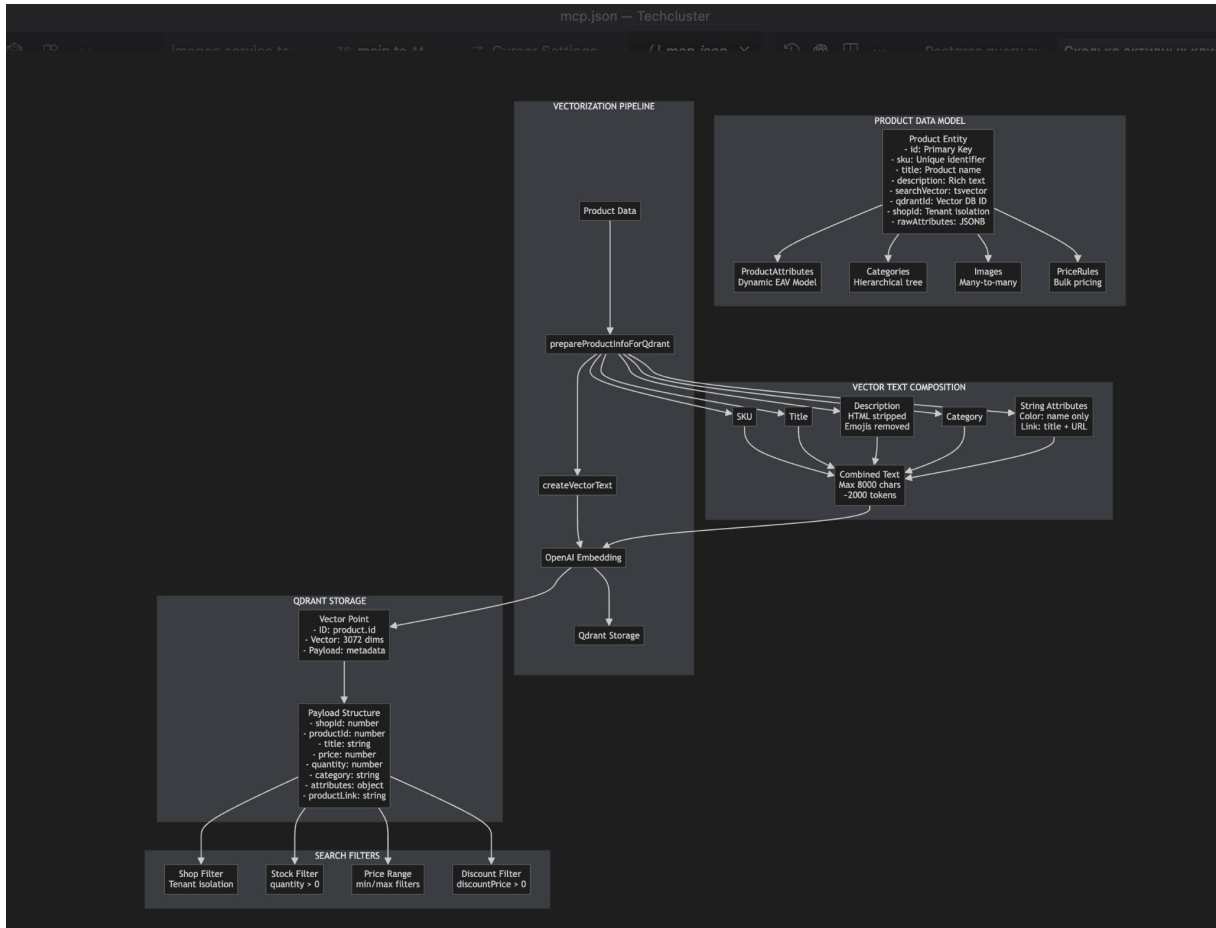 mcp.json — Techcluster
main.ts M
Cursor Settings
mcp.json
VECTORIZATION PIPELINE
Product Data
prepareProductInfoForQdrant
createVectorText
OpenAI Embedding
Qdrant Storage
PRODUCT DATA MODEL
Product Entity
- id: Primary Key
- sku: Unique identifier
- title: Product name
- description: Rich text
- searchVector: tsvector
- qdrantId: Vector DB ID
- shopId: Tenant isolation
- rawAttributes: JSONB
ProductAttributes
Dynamic EAV Model
Categories
Hierarchical tree
Images
Many-to-many
PriceRules
Bulk pricing
VECTOR TEXT COMPOSITION
SKU
Title
Description
HTML stripped
Emojis removed
Category
String Attributes
Color: name only
Link: title + URL
Combined Text
Max 8000 chars
~2000 tokens
QDRANT STORAGE
Vector Point
- ID: product.id
- Vector: 3072 dims
- Payload: metadata
Payload Structure
- shopId: number
- productId: number
- title: string
- price: number
- quantity: number
- category: string
- attributes: object
- productLink: string
SEARCH FILTERS
Shop Filter
Tenant isolation
Stock Filter
quantity > 0
Price Range
min/max filters
Discount Filter
discountPrice > 0